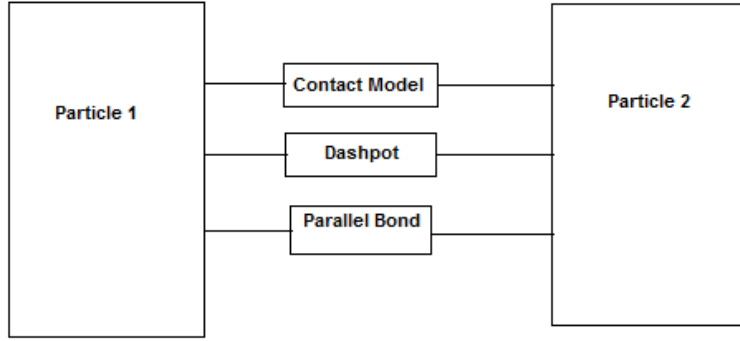 Particle 1
Contact Model
Particle 2
Dashpot
Parallel Bond